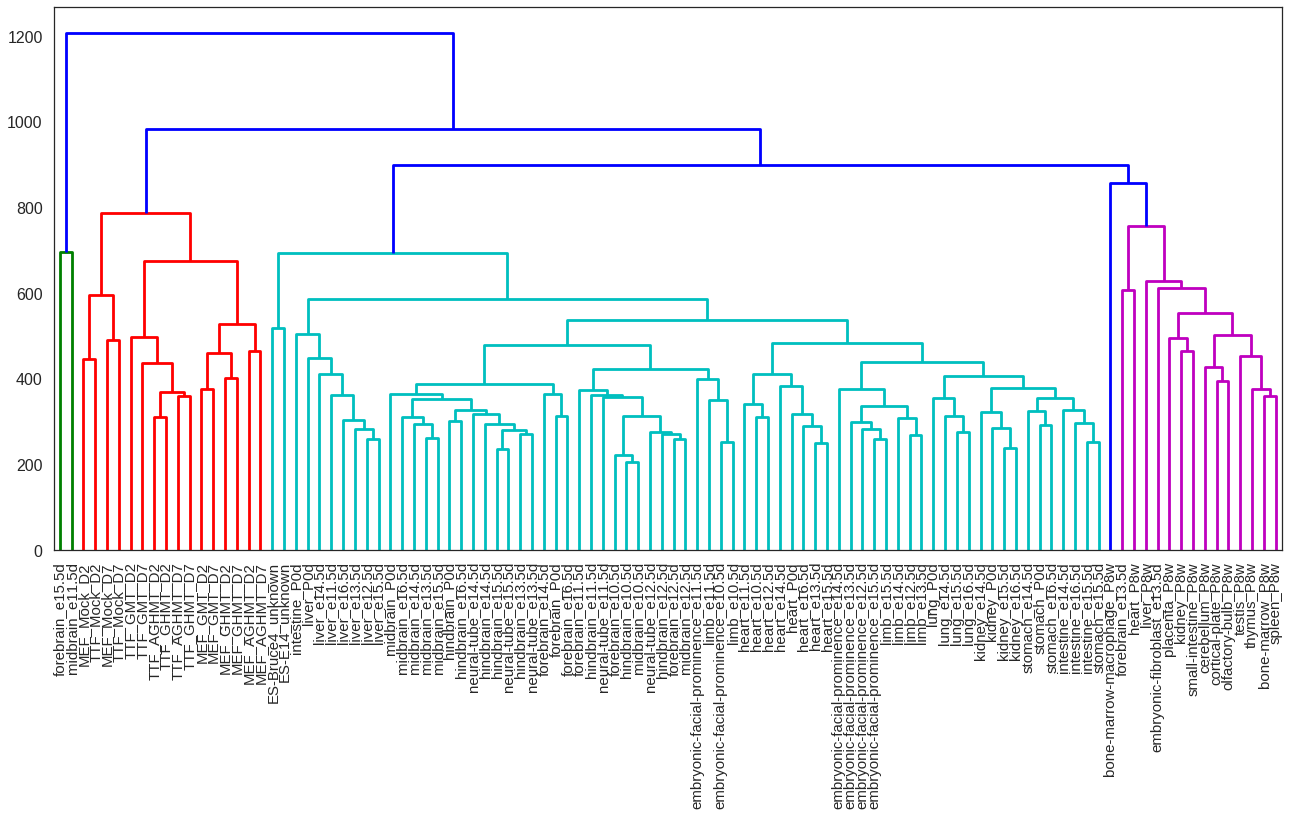 1200
1000
800
600
400
200
0
forebrain_e15.5d
midbrain_e11.5d
MEF_Mock_D2
TTF_Mock_D2
MEF_Mock_D7
TTF_Mock_D7
TTF_GMT_D2
TTF_GMT_D7
TTF_AGHMT_D2
TTF_GHMT_D2
TTF_AGHMT_D7
TTF_GHMT_D7
MEF_GMT_D2
MEF_GMT_D7
MEF_GHMT_D2
MEF_GHMT_D7
MEF_AGHMT_D2
MEF_AGHMT_D7
ES-Bruce4_unknown
ES-E14_unknown
intestine_P0d
liver_P0d
liver_e14.5d
liver_e11.5d
liver_e16.5d
liver_e13.5d
liver_e12.5d
liver_e15.5d
midbrain_P0d
midbrain_e16.5d
midbrain_e14.5d
midbrain_e13.5d
midbrain_e15.5d
hindbrain_P0d
hindbrain_e16.5d
neural-tube_e14.5d
hindbrain_e14.5d
hindbrain_e15.5d
neural-tube_e15.5d
hindbrain_e13.5d
neural-tube_e13.5d
forebrain_e14.5d
forebrain_P0d
forebrain_e16.5d
forebrain_e11.5d
hindbrain_e11.5d
neural-tube_e11.5d
forebrain_e10.5d
hindbrain_e10.5d
midbrain_e10.5d
neural-tube_e12.5d
hindbrain_e12.5d
forebrain_e12.5d
midbrain_e12.5d
embryonic-facial-prominence_e11.5d
limb_e11.5d
embryonic-facial-prominence_e10.5d
limb_e10.5d
heart_e11.5d
heart_e10.5d
heart_e12.5d
heart_e14.5d
heart_P0d
heart_e16.5d
heart_e13.5d
heart_e15.5d
embryonic-facial-prominence_e14.5d
embryonic-facial-prominence_e13.5d
embryonic-facial-prominence_e12.5d
embryonic-facial-prominence_e15.5d
limb_e15.5d
limb_e14.5d
limb_e12.5d
limb_e13.5d
lung_P0d
lung_e14.5d
lung_e15.5d
lung_e16.5d
kidney_e14.5d
kidney_P0d
kidney_e15.5d
kidney_e16.5d
stomach_e14.5d
stomach_P0d
stomach_e16.5d
intestine_e14.5d
intestine_e16.5d
intestine_e15.5d
stomach_e15.5d
bone-marrow-macrophage_P8w
forebrain_13.5d
heart_P8w
liver_P8w
embryonic-fibroblast_e13.5d
placenta_P8w
kidney_P8w
small-intestine_P8w
cerebellum_P8w
cortical-plate_P8w
olfactory-bulb_P8w
testis_P8w
thymus_P8w
bone-marrow_P8w
spleen_P8w